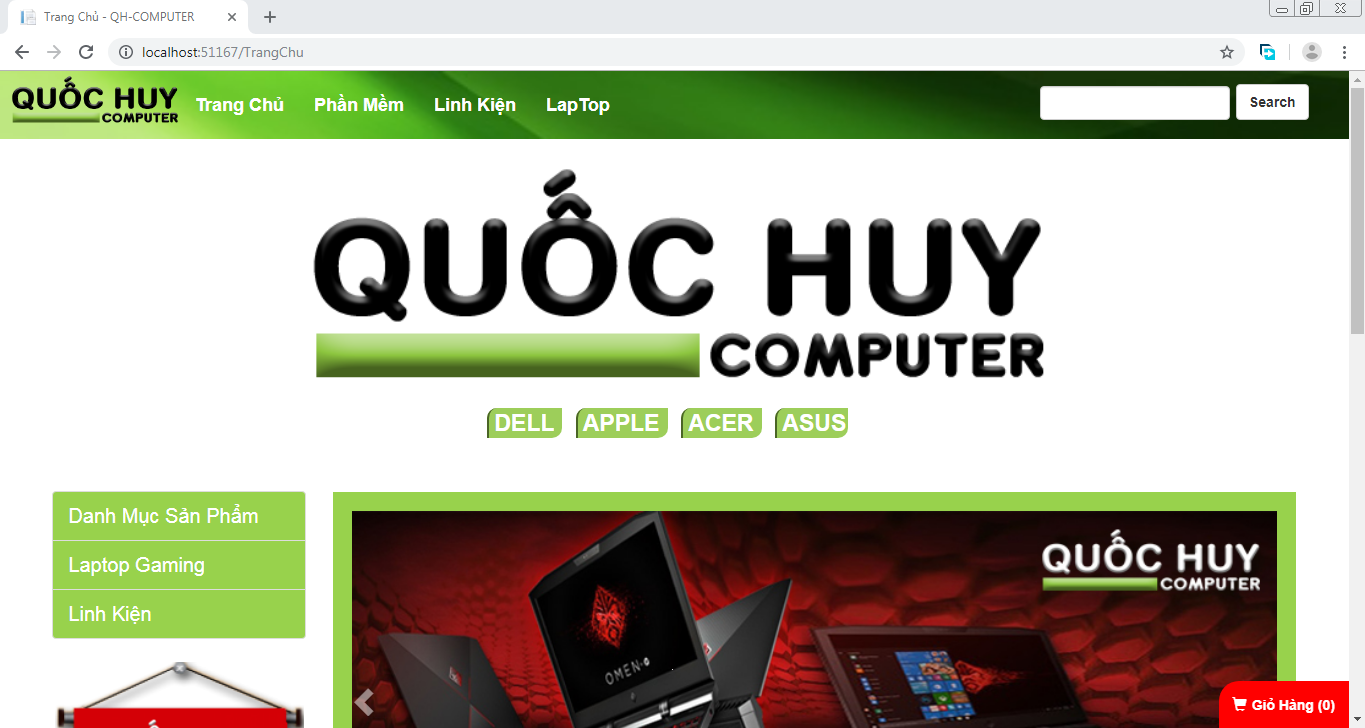 Trang Chủ - QH-COMPUTER
localhost:51167/TrangChu
QUỐC HUY
COMPUTER
Trang Chủ Phần Mềm Linh Kiện LapTop
Search
QUỐC HUY
COMPUTER
DELL APPLE ACER ASUS
Danh Mục Sản Phẩm
Laptop Gaming
Linh Kiện
QUỐC HUY
COMPUTER
OMEN
Giỏ Hàng (0)